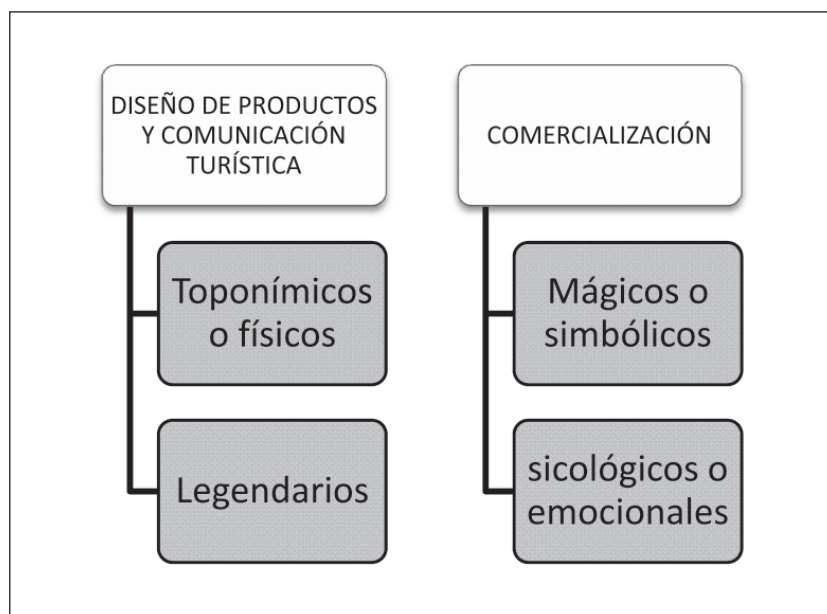 DISEÑO DE PRODUCTOS
Y COMUNICACIÓN
TURÍSTICA
Toponímicos
o físicos
Legendarios
COMERCIALIZACIÓN
Mágicos o
simbólicos
sicológicos o
emocionales